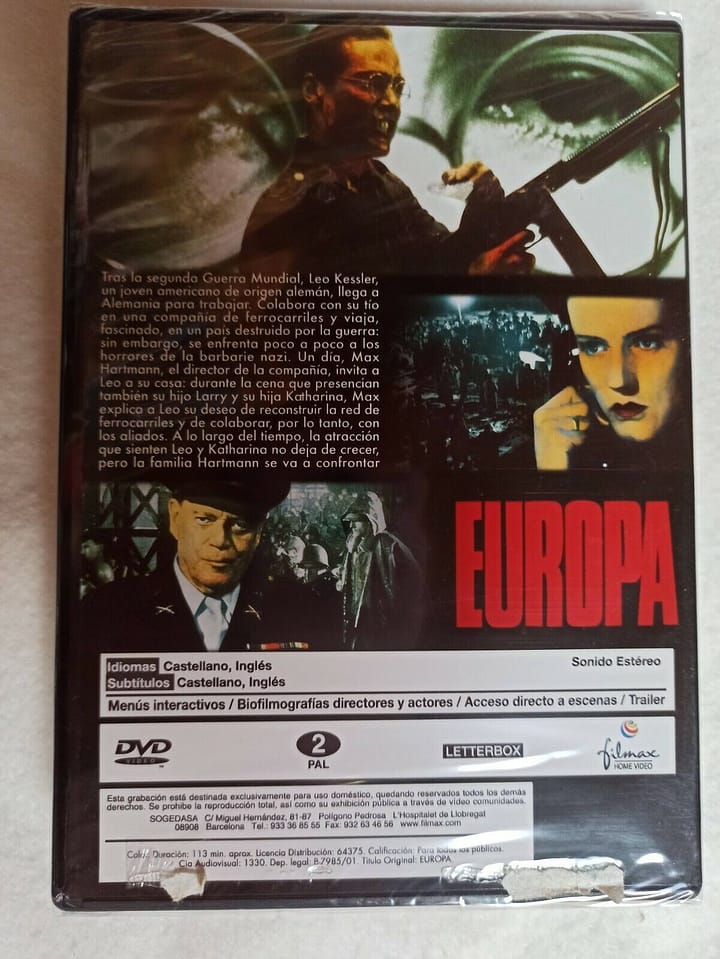 Tras la segunda Guerra Mundial, Leo Kessler,
un joven americano de origen alemán, llega a
Alemania para trabajar. Colabora con su tío
en una compañía de ferrocarriles y viaja,
fascinado, en un país destruido por la guerra:
sin embargo, se enfrenta poco a poco a los
horrores de la barbarie nazi. Un día, Max
Hartmann, el director de la compañía, invita a
Leo a su casa: durante la cena que presencian
también su hijo Larry y su hija Katharina, Max
explica a Leo su deseo de reconstruir la red de
ferrocarriles y de colaborar, por lo tanto, con
los aliados. A lo largo del tiempo, la atracción
que sienten Leo y Katharina no deja de crecer,
pero la familia Hartmann se va a confrontar
EUROPA
Idiomas Castellano, Inglés
Sonido Estéreo
Subtítulos Castellano, Inglés
Menús interactivos / Biofilmografías directores y actores / Acceso directo a escenas / Trailer
DVD
VIDEO
2
PAL
LETTERBOX
filmax
HOME VIDEO
Esta grabación está destinada exclusivamente para uso doméstico, quedando reservados todos los demás
derechos. Se prohibe la reproducción total, así como su exhibición pública a través de vídeo comunidades.
SOGEDASA C/ Miguel Hernández, 81-87 Polígono Pedrosa L'Hospitalet de Llobregat
08908 Barcelona Tel.: 933 36 85 55 Fax: 932 63 46 56 www.filmax.com
Color. Duración: 113 min. aprox. Licencia Distribución: 64375. Calificación: Para todos los públicos.
Cia Audiovisual: 1330. Dep. legal: B-7985/01. Titulo Original: EUROPA